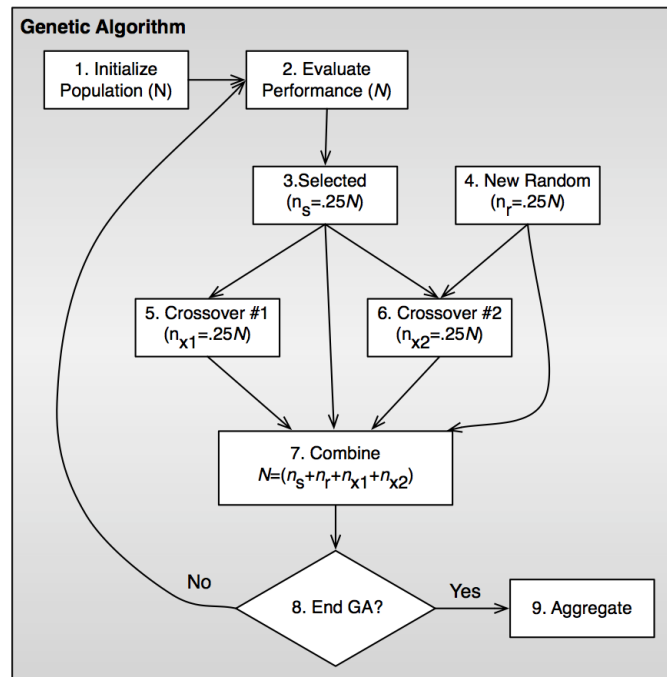 Genetic Algorithm
1. Initialize
Population (N)
2. Evaluate
Performance (N)
3.Selected
(ns=.25N)
4. New Random
(nr=.25N)
5. Crossover #1
(nx1=.25N)
6. Crossover #2
(nx2=.25N)
7. Combine
N=(ns+nr+nx1+nx2)
8. End GA?
No
Yes
9. Aggregate